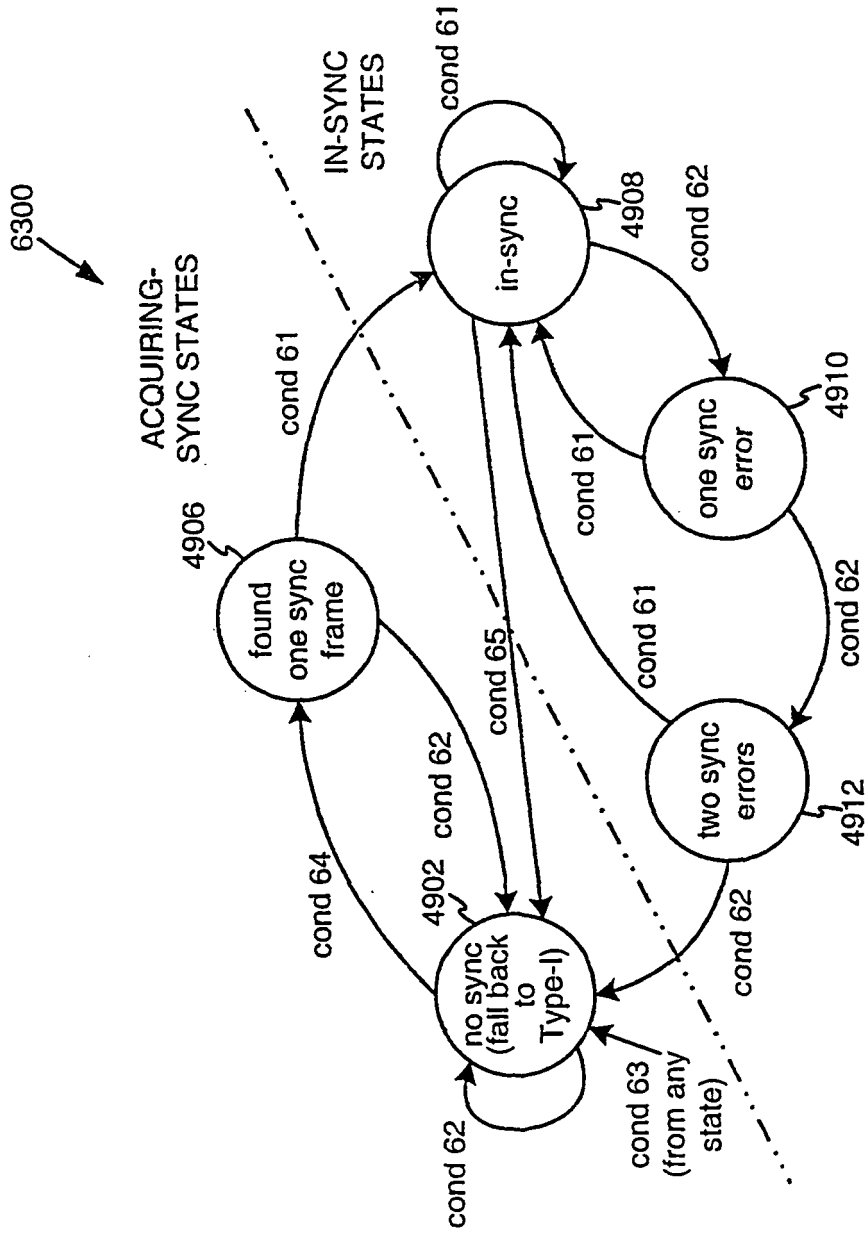 6300
ACQUIRING-
SYNC STATES
IN-SYNC
STATES
4906
found
one sync
frame
cond 61
cond 61
in-sync
4908
cond 64
cond 62
cond 65
cond 62
4902
no sync
(fall back
to
Type-I)
cond 62
cond 63
(from any
state)
cond 61
cond 61
4910
one sync
error
cond 62
two sync
errors
4912
cond 62